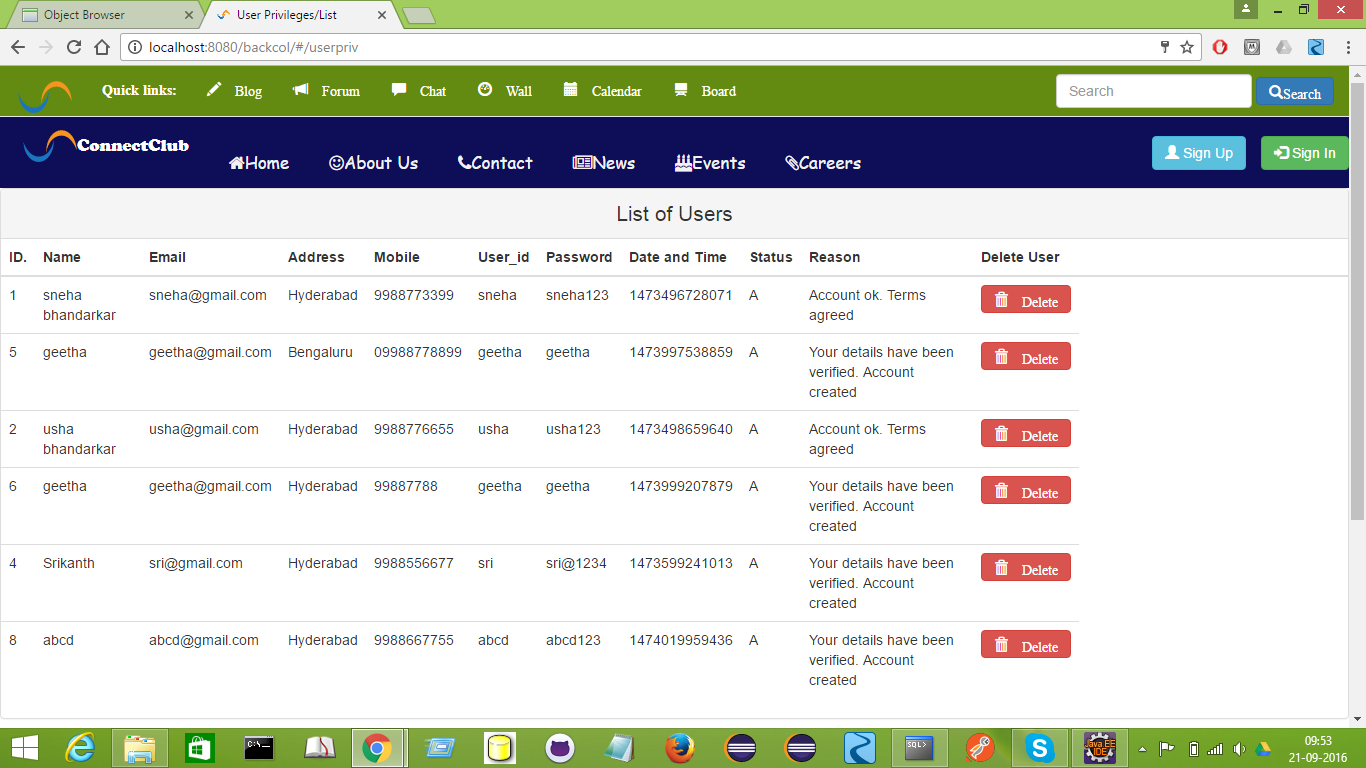 Object Browser
User Privileges/List
localhost:8080/backcol/#/userpriv
Quick links: Blog Forum Chat Wall Calendar Board
Search
Search
ConnectClub
Home About Us Contact News Events Careers
Sign Up Sign In
List of Users
ID. Name Email Address Mobile User_id Password Date and Time Status Reason Delete User
1 sneha sneha@gmail.com Hyderabad 9988773399 sneha sneha123 1473496728071 A Account ok. Terms Delete
bhandarkar agreed
5 geetha geetha@gmail.com Bengaluru 09988778899 geetha geetha 1473997538859 A Your details have been Delete
verified. Account
created
2 usha usha@gmail.com Hyderabad 9988776655 usha usha123 1473498659640 A Account ok. Terms Delete
bhandarkar agreed
6 geetha geetha@gmail.com Hyderabad 99887788 geetha geetha 1473999207879 A Your details have been Delete
verified. Account
created
4 Srikanth sri@gmail.com Hyderabad 9988556677 sri sri@1234 1473599241013 A Your details have been Delete
verified. Account
created
8 abcd abcd@gmail.com Hyderabad 9988667755 abcd abcd123 1474019959436 A Your details have been Delete
verified. Account
created
C:\_
SQL>
Java EE
IDE
09:53
21-09-2016